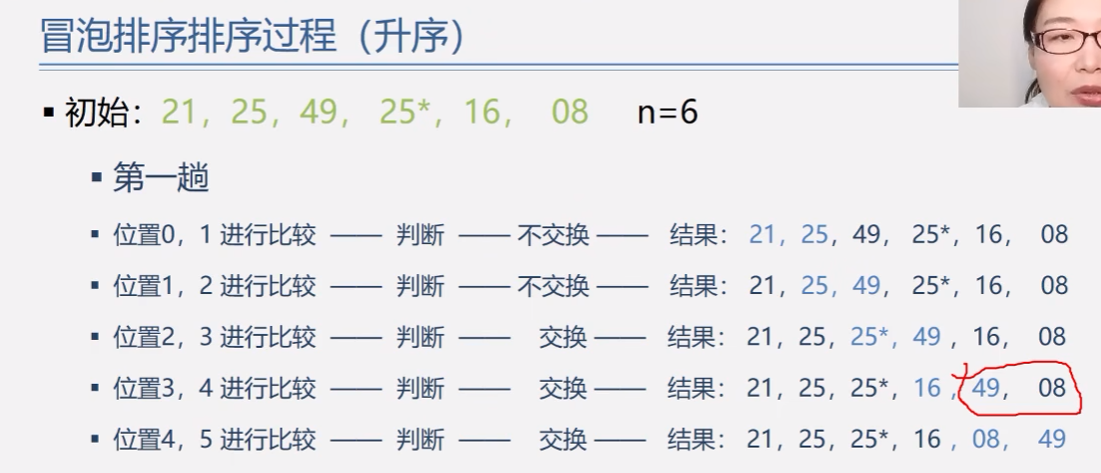 冒泡排序排序过程（升序）
▪ 初始：21，25，49， 25*，16， 08 n=6
▪ 第一趟
▪ 位置0，1 进行比较 —— 判断 —— 不交换 —— 结果： 21，25，49， 25*，16， 08
▪ 位置1，2 进行比较 —— 判断 —— 不交换 —— 结果： 21，25，49， 25*，16， 08
▪ 位置2，3 进行比较 —— 判断 —— 交换 —— 结果： 21，25，25*，49 ，16， 08
▪ 位置3，4 进行比较 —— 判断 —— 交换 —— 结果： 21，25，25*，16 ，49， 08
▪ 位置4，5 进行比较 —— 判断 —— 交换 —— 结果： 21，25，25*，16 ，08， 49